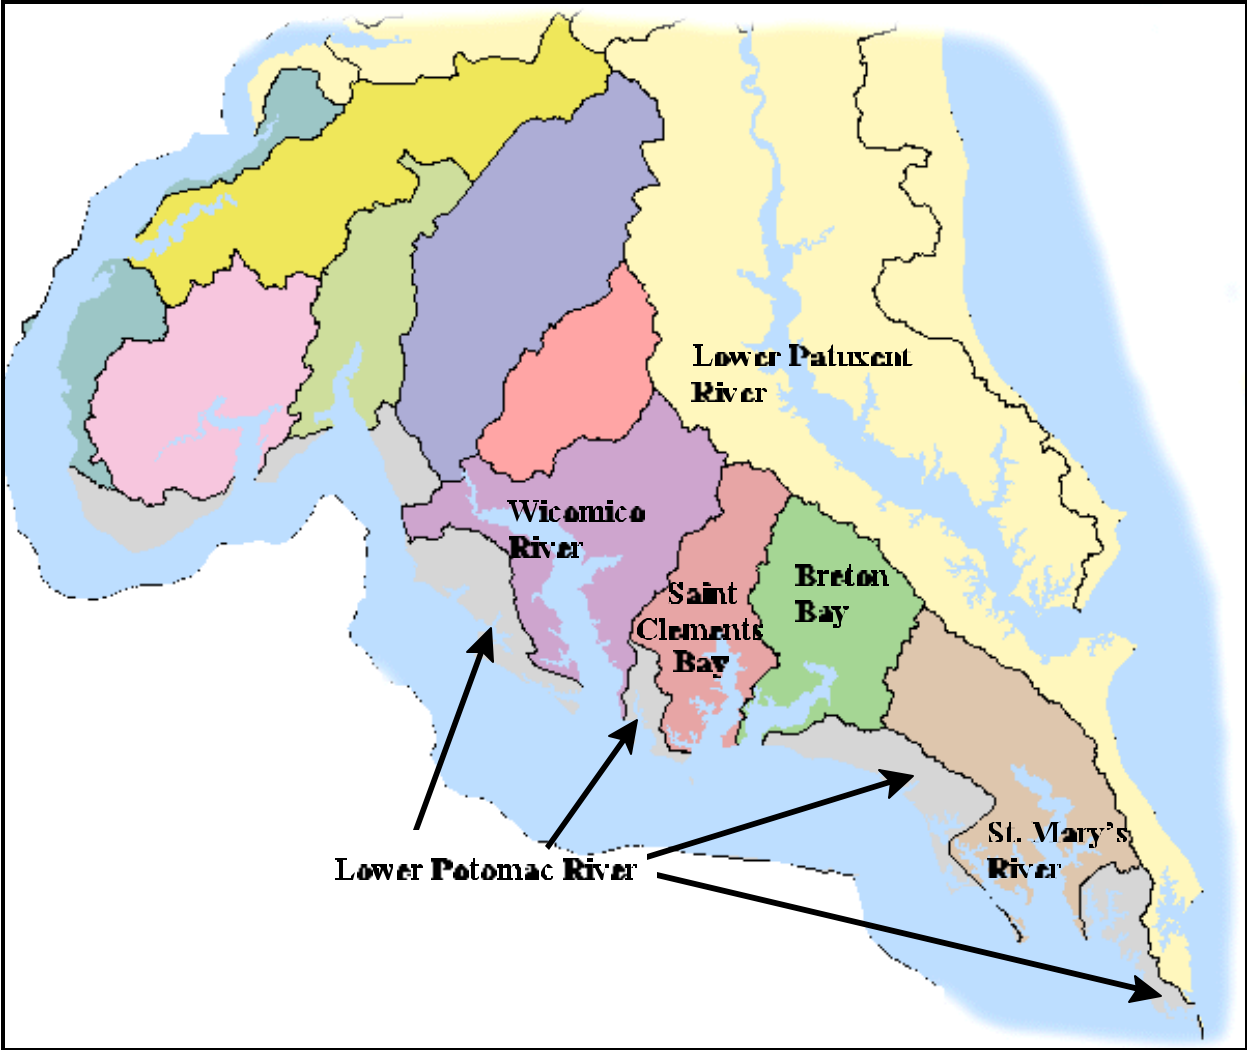 Lower Patuxent
River
Wicomico
River
Breton
Bay
Saint
Clements
Bay
St. Mary's
River
Lower Potomac River